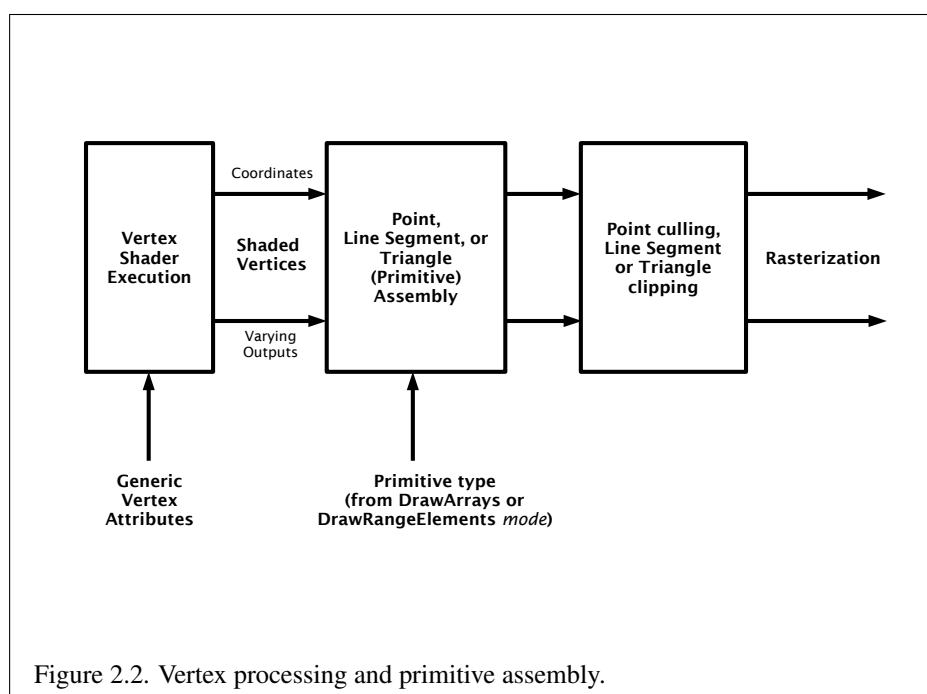 Coordinates
Vertex
Shader
Execution
Shaded
Vertices
Varying
Outputs
Point,
Line Segment, or
Triangle
(Primitive)
Assembly
Point culling,
Line Segment
or Triangle
clipping
Rasterization
Generic
Vertex
Attributes
Primitive type
(from DrawArrays or
DrawRangeElements mode)
Figure 2.2. Vertex processing and primitive assembly.